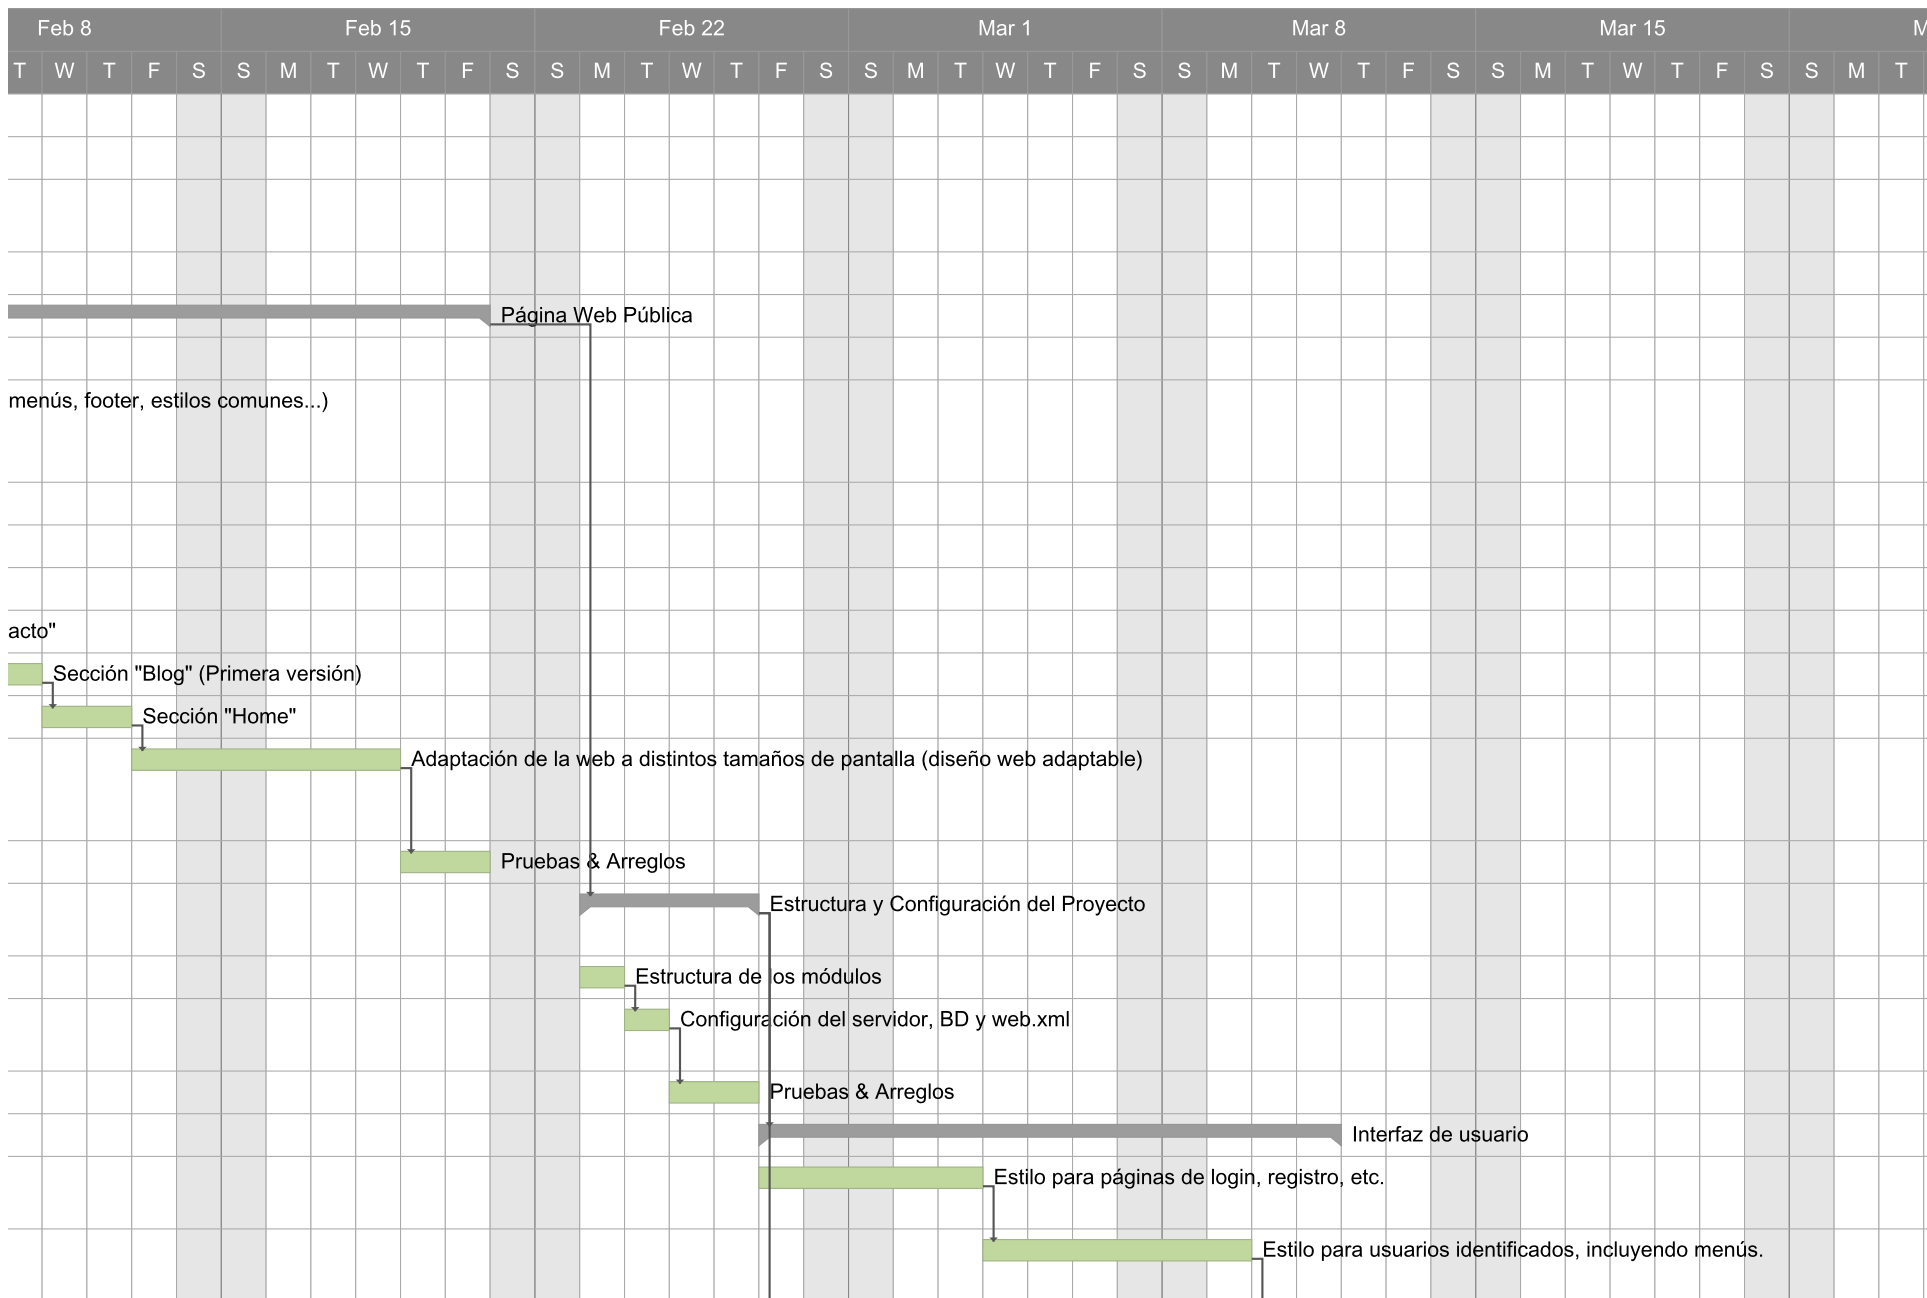 Feb 8 Feb 15 Feb 22 Mar 1 Mar 8 Mar 15 M
T W T F S S M T W T F S S M T W T F S S M T W T F S S M T W T F S S M T W T F S S M T
Página Web Pública
menús, footer, estilos comunes...)
acto"
Sección "Blog" (Primera versión)
Sección "Home"
Adaptación de la web a distintos tamaños de pantalla (diseño web adaptable)
Pruebas & Arreglos
Estructura y Configuración del Proyecto
Estructura de los módulos
Configuración del servidor, BD y web.xml
Pruebas & Arreglos
Interfaz de usuario
Estilo para páginas de login, registro, etc.
Estilo para usuarios identificados, incluyendo menús.